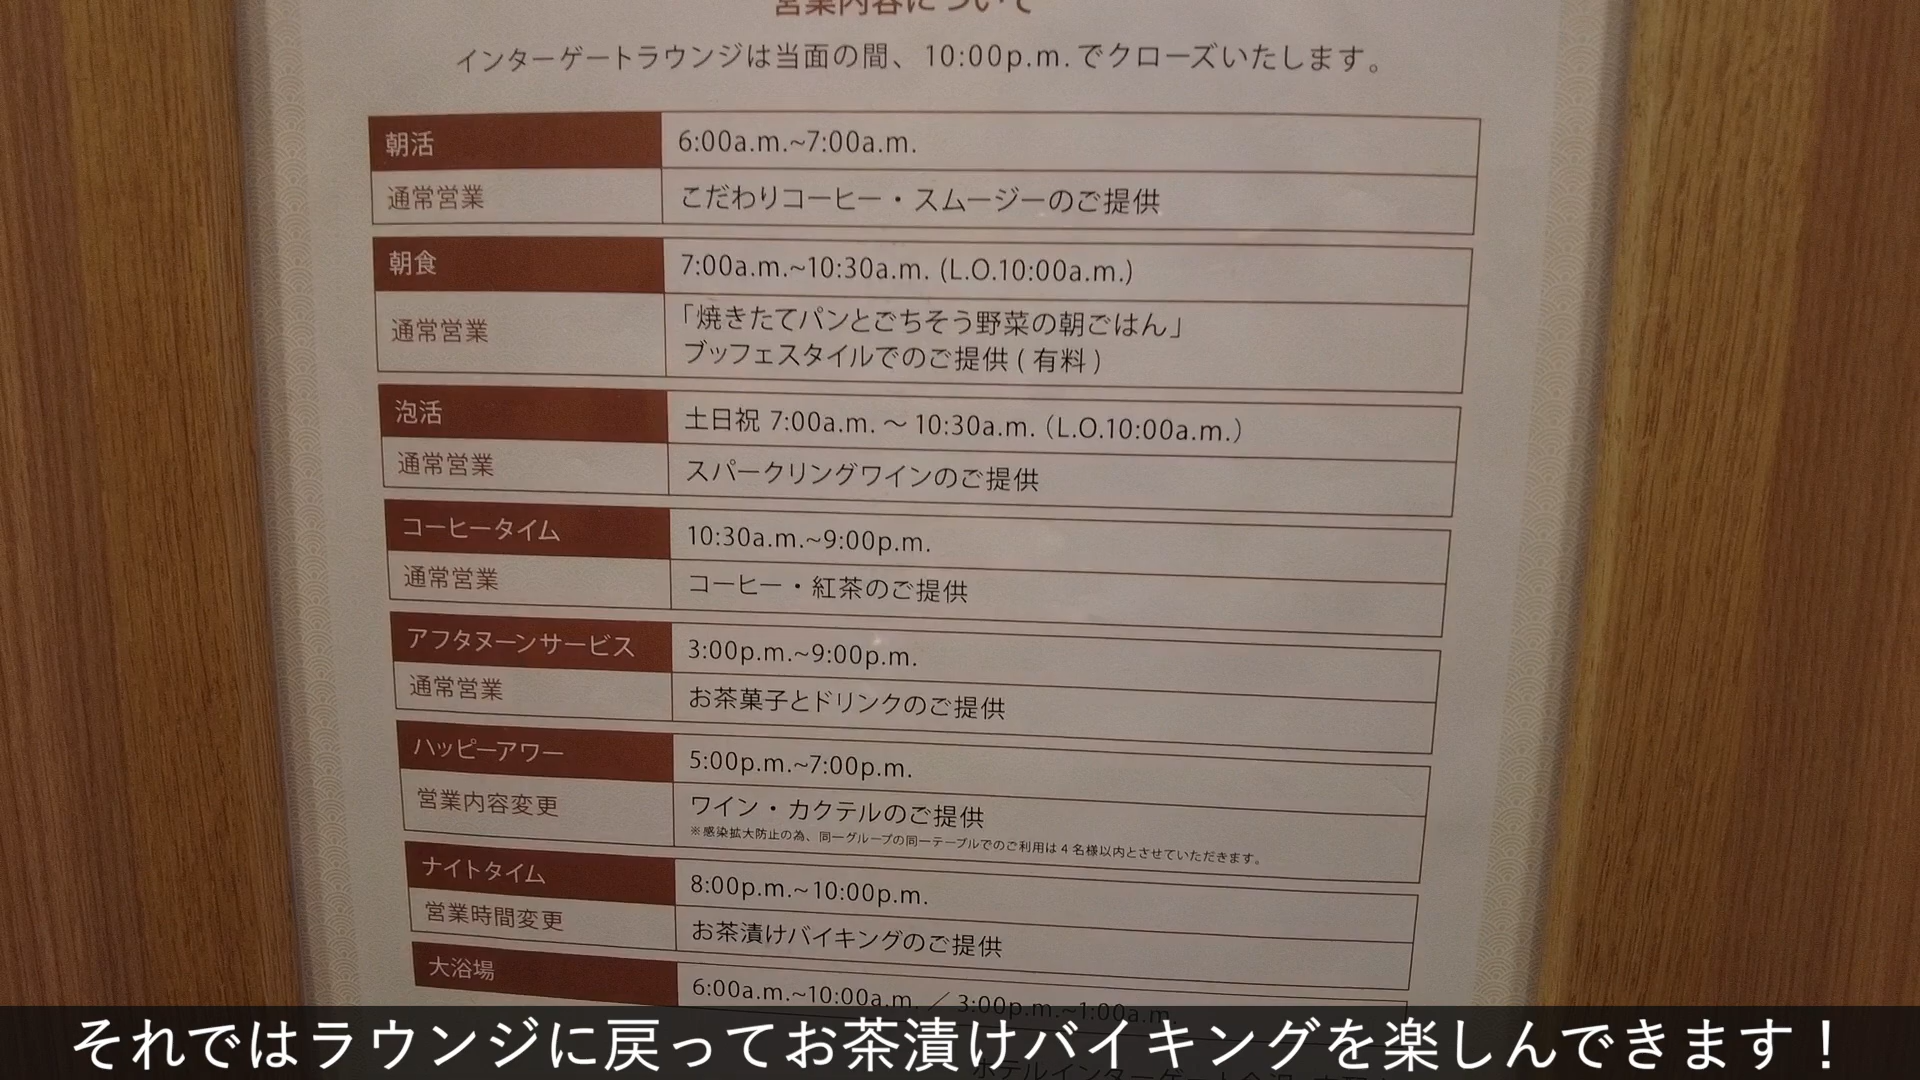 営業内容について
インターゲートラウンジは当面の間、10:00p.m.でクローズいたします。
朝活 6:00a.m.~7:00a.m.
通常営業 こだわりコーヒー・スムージーのご提供
朝食 7:00a.m.~10:30a.m. (L.O.10:00a.m.)
通常営業 「焼きたてパンとごちそう野菜の朝ごはん」
ブッフェスタイルでのご提供 ( 有料 )
泡活 土日祝 7:00a.m. ～ 10:30a.m.（L.O.10:00a.m.）
通常営業 スパークリングワインのご提供
コーヒータイム 10:30a.m.~9:00p.m.
通常営業 コーヒー・紅茶のご提供
アフタヌーンサービス 3:00p.m.~9:00p.m.
通常営業 お茶菓子とドリンクのご提供
ハッピーアワー 5:00p.m.~7:00p.m.
営業内容変更 ワイン・カクテルのご提供
※感染拡大防止の為、同一グループの同一テーブルでのご利用は 4 名様以内とさせていただきます。
ナイトタイム 8:00p.m.~10:00p.m.
営業時間変更 お茶漬けバイキングのご提供
大浴場 6:00a.m.~10:00a.m. ／ 3:00p.m.~1:00a.m.
それではラウンジに戻ってお茶漬けバイキングを楽しんできます！